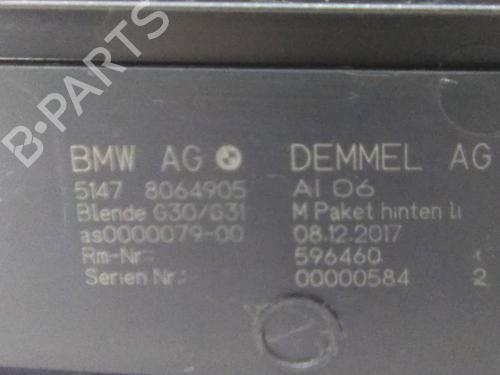 B-PARTS
BMW AG DEMMEL AG
5147 8064905 AI 06
Blende G30/G31 M Paket hinten li
as0000079-00 08.12.2017
Rm-Nr: 596460 1
Serien Nr: 00000584 2